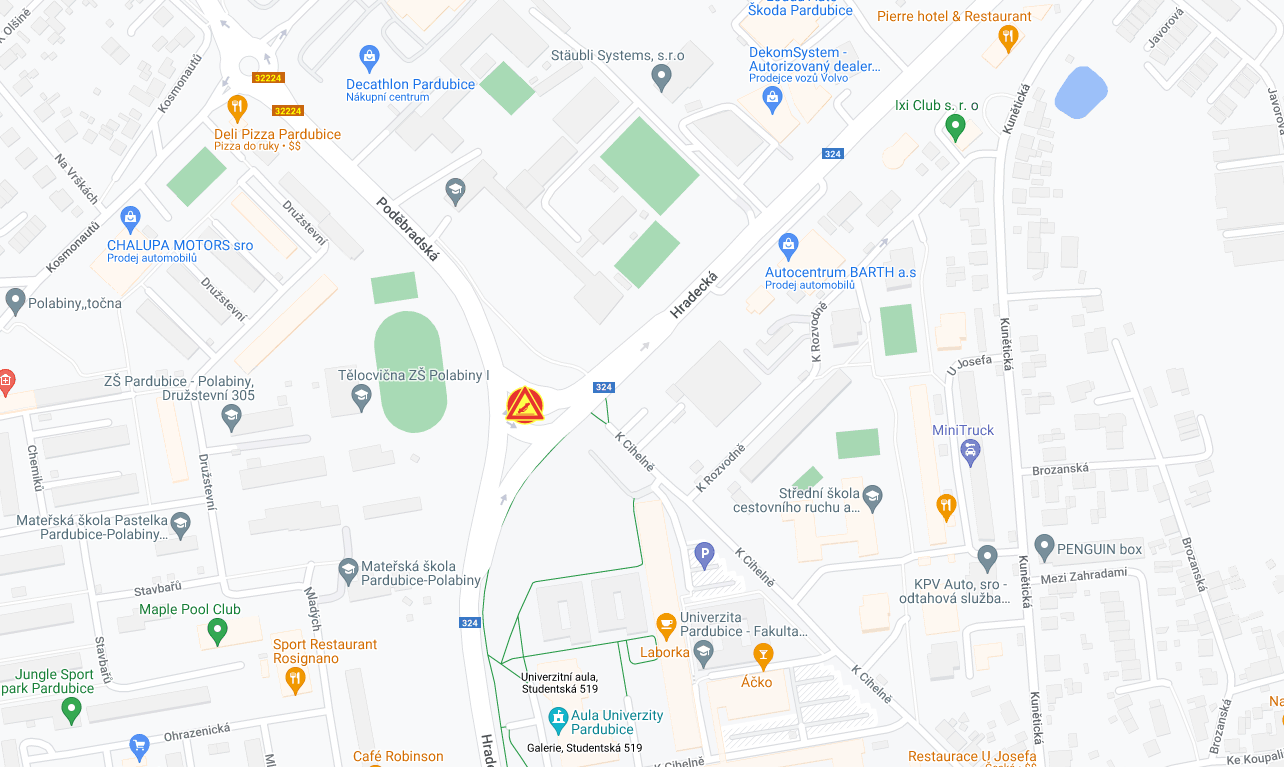 K Olšině
Kosmonautů
32224
32224
Decathlon Pardubice
Nákupní centrum
Stäubli Systems, s.r.o
Škoda Pardubice
Pierre hotel & Restaurant
Javorová
Javorová
DekomSystem -
Autorizovaný dealer...
Prodejce vozů Volvo
Ixi Club s. r. o
Kunětická
Deli Pizza Pardubice
Pizza do ruky • $$
324
Na Vrškách
Družstevní
Poděbradská
CHALUPA MOTORS sro
Prodej automobilů
Kosmonautů
Autocentrum BARTH a.s
Prodej automobilů
Hradecká
Družstevní
Polabiny,,točna
K Rozvodně
Kunětická
U Josefa
ZŠ Pardubice - Polabiny,
Družstevní 305
Tělocvična ZŠ Polabiny I
324
MiniTruck
K Cihelně
Chemiků
Družstevní
K Rozvodně
Brozanská
Střední škola
cestovního ruchu a...
Mateřská škola Pastelka
Pardubice-Polabiny...
P
K Cihelně
PENGUIN box
Brozanská
Mateřská škola
Pardubice-Polabiny
Stavbařů
Mladých
KPV Auto, sro -
odtahová služba...
Kunětická
Mezi Zahradami
Maple Pool Club
324
Univerzita
Pardubice - Fakulta...
Laborka
Sport Restaurant
Rosignano
Stavbařů
Jungle Sport
park Pardubice
Univerzitní aula,
Studentská 519
Áčko
K Cihelně
Kunětická
Brozanská
Aula Univerzity
Pardubice
Ohrazenická
Galerie, Studentská 519
Café Robinson
K Cihelně
Restaurace U Josefa
Ke Koupali